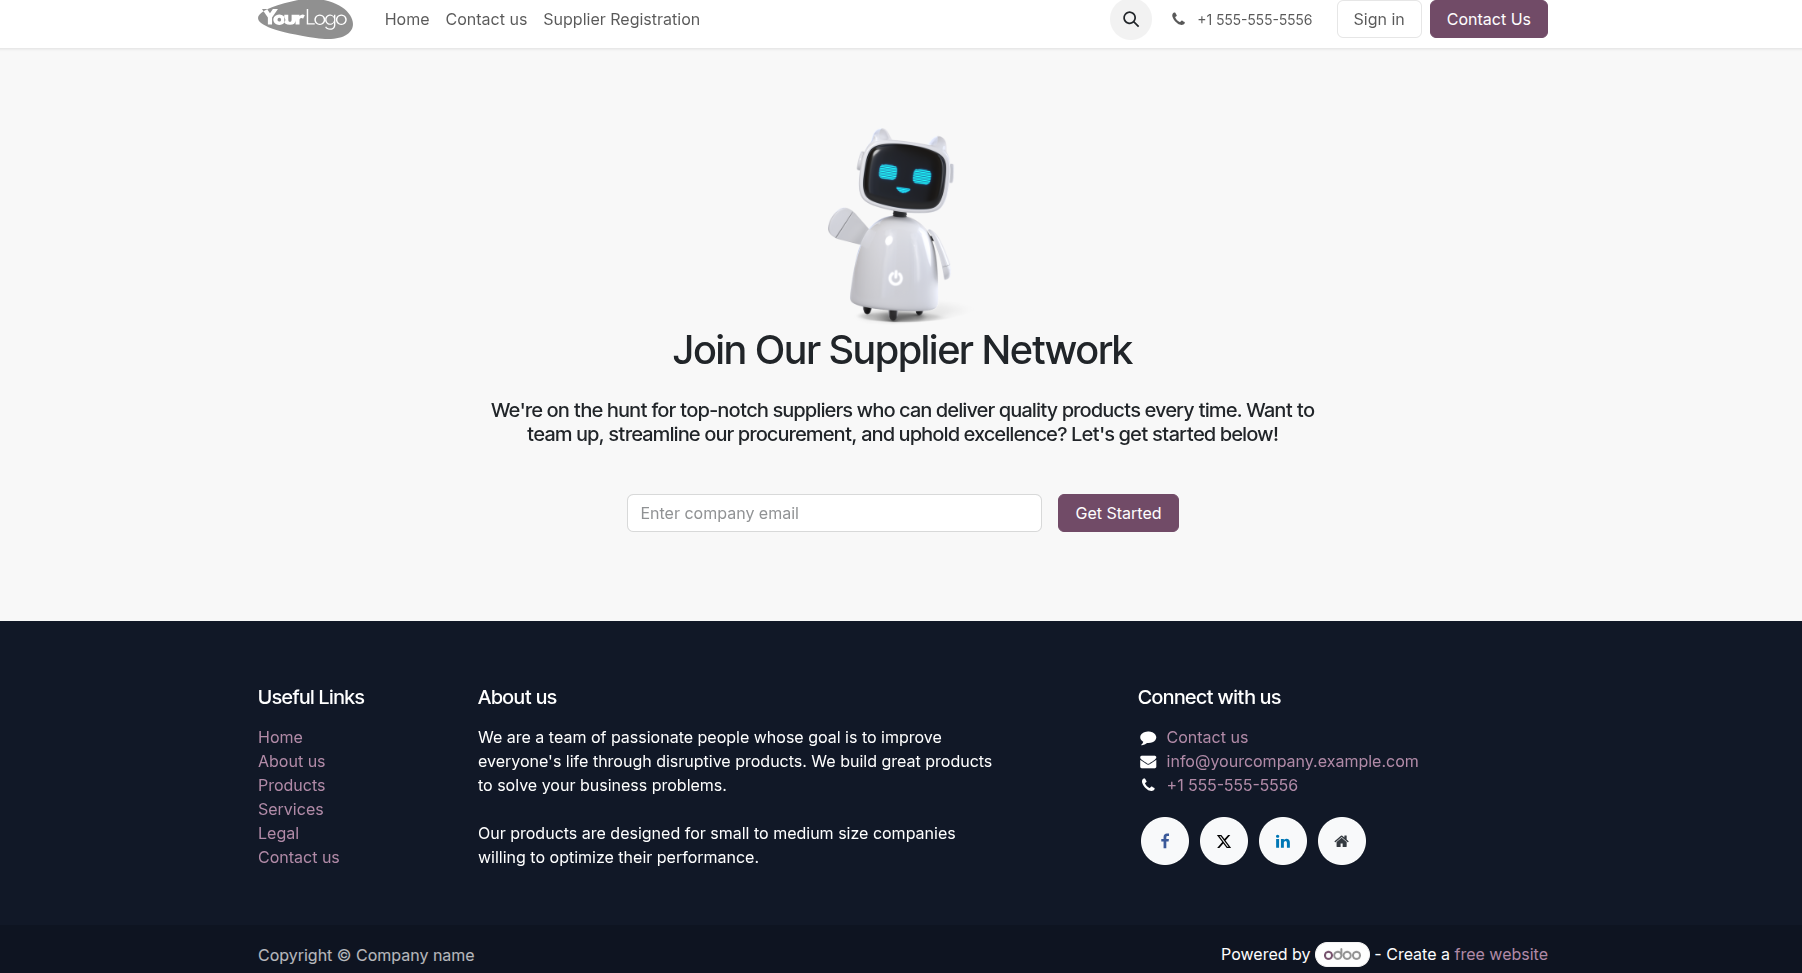 YourLogo
Home Contact us Supplier Registration
+1 555-555-5556
Sign in
Contact Us
Join Our Supplier Network
We're on the hunt for top-notch suppliers who can deliver quality products every time. Want to
team up, streamline our procurement, and uphold excellence? Let's get started below!
Enter company email
Get Started
Useful Links
Home
About us
Products
Services
Legal
Contact us
About us
We are a team of passionate people whose goal is to improve
everyone's life through disruptive products. We build great products
to solve your business problems.
Our products are designed for small to medium size companies
willing to optimize their performance.
Connect with us
Contact us
info@yourcompany.example.com
+1 555-555-5556
Copyright © Company name
Powered by odoo - Create a free website